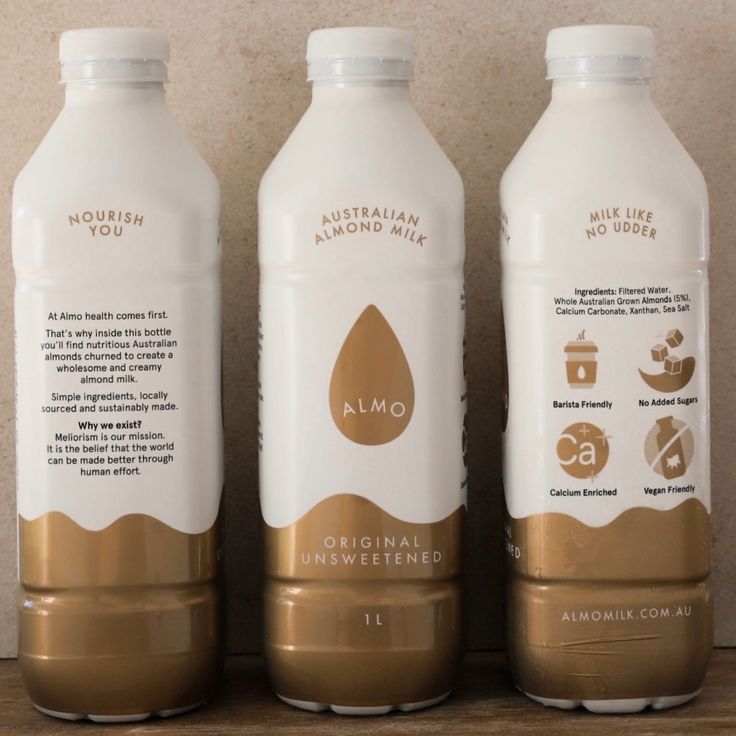 NOURISH
YOU
At Almo health comes first.
That's why inside this bottle
you'll find nutritious Australian
almonds churned to create a
wholesome and creamy
almond milk.
Simple ingredients, locally
sourced and sustainably made.
Why we exist?
Meliorism is our mission.
It is the belief that the world
can be made better through
human effort.
AUSTRALIAN
ALMOND MILK
ALMO
ORIGINAL
UNSWEETENED
1 L
MILK LIKE
NO UDDER
Ingredients: Filtered Water,
Whole Australian Grown Almonds (5%),
Calcium Carbonate, Xanthan, Sea Salt
Barista Friendly
No Added Sugars
Ca
Calcium Enriched
Vegan Friendly
ALMOMILK.COM.AU